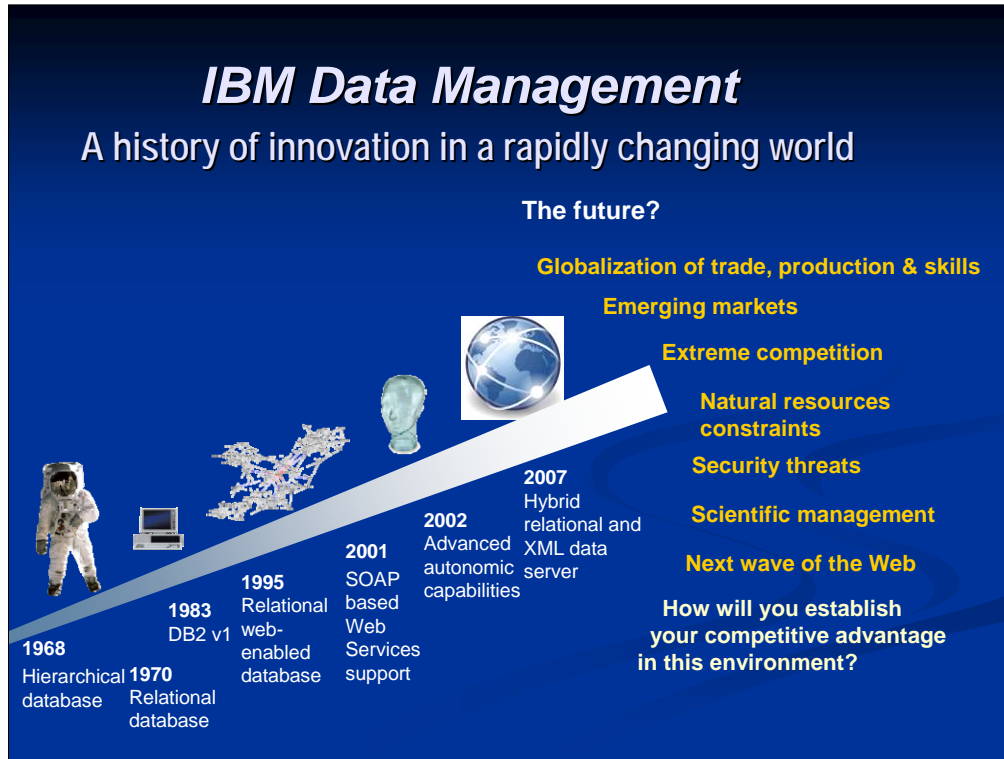 IBM Data Management
A history of innovation in a rapidly changing world
The future?
Globalization of trade, production & skills
Emerging markets
Extreme competition
Natural resources
constraints
Security threats
Scientific management
Next wave of the Web
How will you establish
your competitive advantage
in this environment?
1968
Hierarchical
database
1970
Relational
database
1983
DB2 v1
1995
Relational
web-
enabled
database
2001
SOAP
based
Web
Services
support
2002
Advanced
autonomic
capabilities
2007
Hybrid
relational and
XML data
server